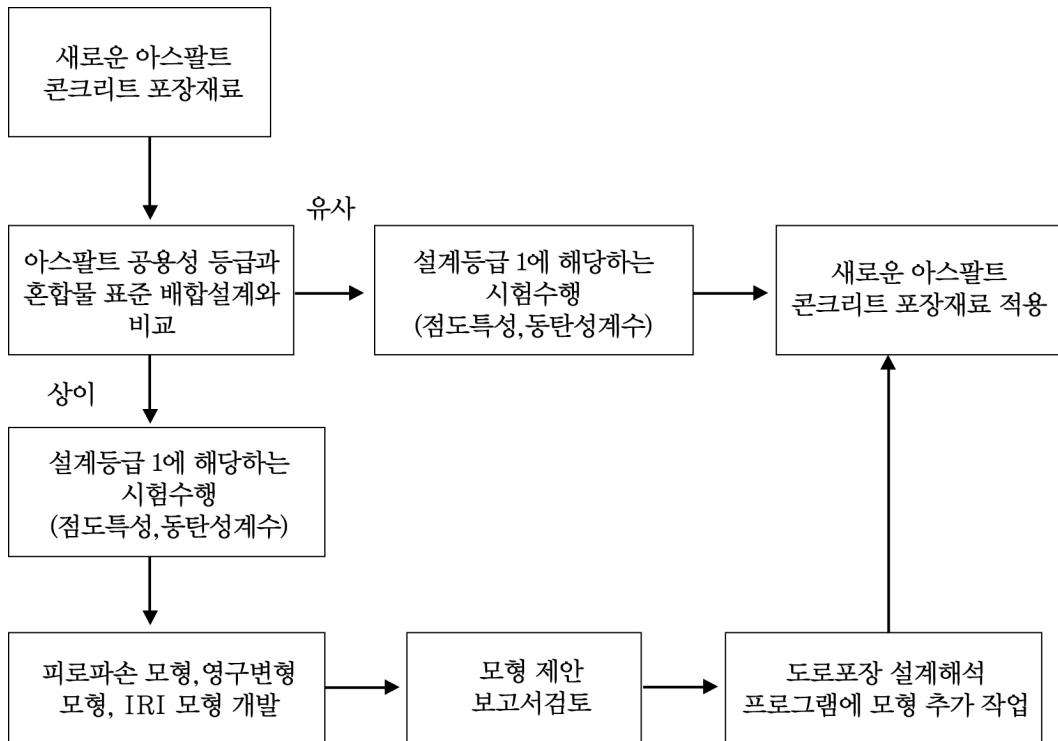 새로운 아스팔트
콘크리트 포장재료
유사
아스팔트 공용성 등급과
혼합물 표준 배합설계와
비교
설계등급 1에 해당하는
시험수행
(점도특성,동탄성계수)
새로운 아스팔트
콘크리트 포장재료 적용
상이
설계등급 1에 해당하는
시험수행
(점도특성,동탄성계수)
피로파손 모형,영구변형
모형, IRI 모형 개발
모형 제안
보고서검토
도로포장 설계해석
프로그램에 모형 추가 작업